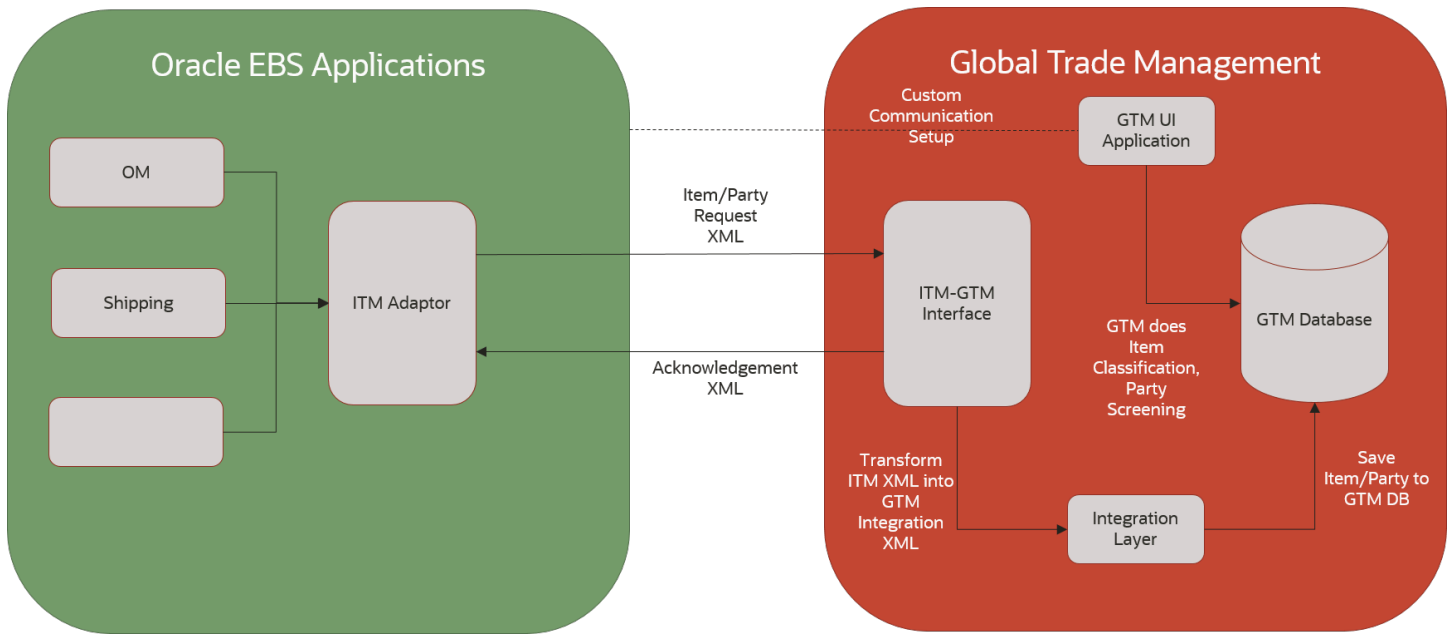 Oracle EBS Applications
OM
Shipping
ITM Adaptor
Item/Party
Request
XML
Acknowledgement
XML
Global Trade Management
Custom
Communication
Setup
GTM UI
Application
ITM-GTM
Interface
GTM Database
GTM does
Item
Classification,
Party
Screening
Transform
ITM XML into
GTM
Integration
XML
Integration
Layer
Save
Item/Party to
GTM DB